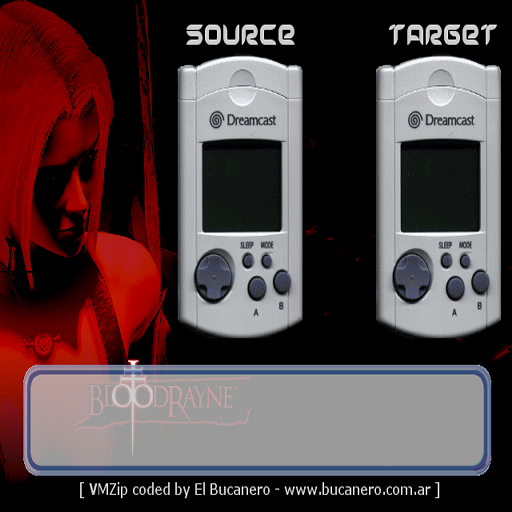 SOURCE TARGET
Dreamcast Dreamcast
SLEEP MODE SLEEP MODE
A B A B
BLOODRAYNE
[ VMZip coded by El Bucanero - www.bucanero.com.ar ]